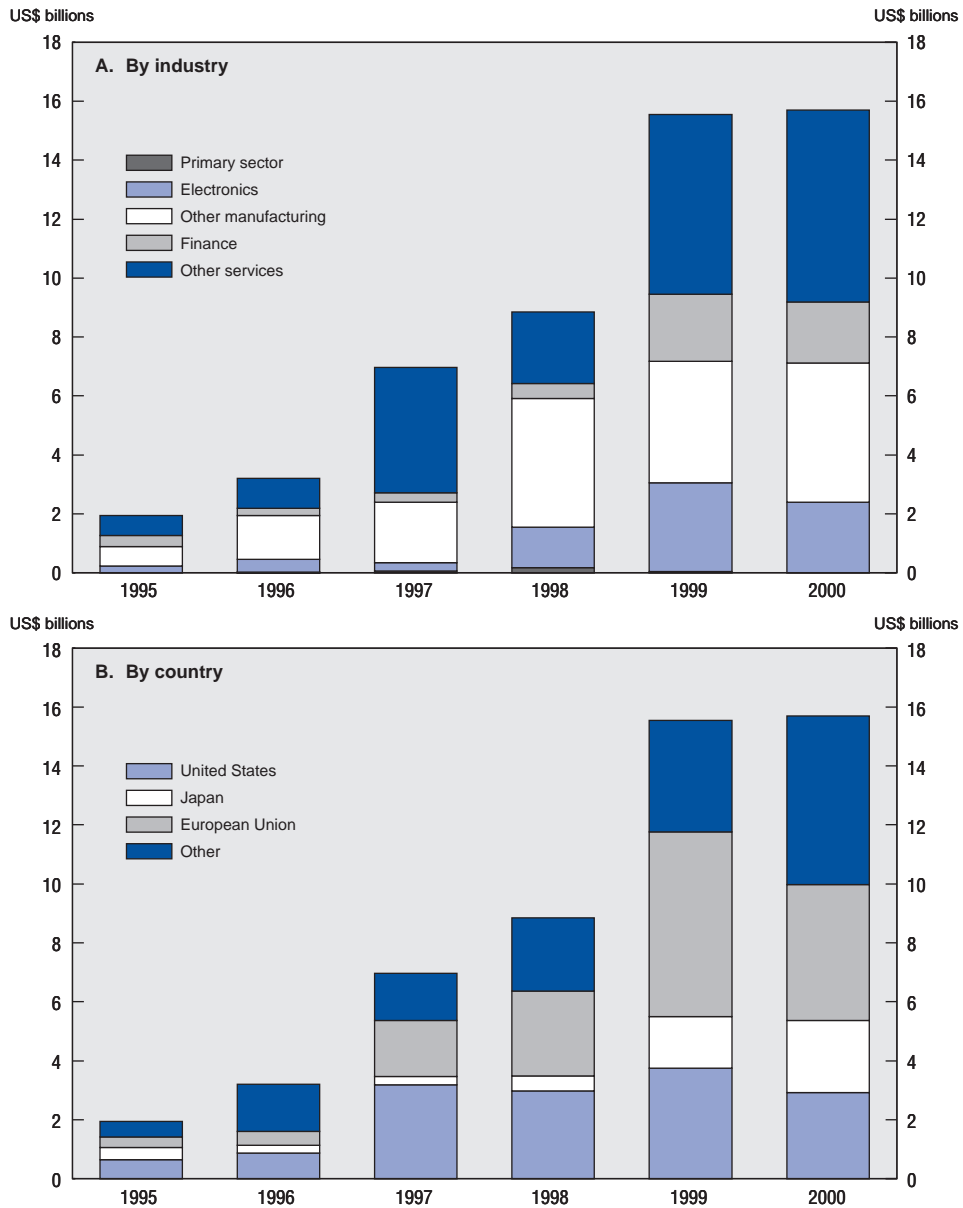 US$ billions US$ billions
18 18
A. By industry
16 16
Primary sector
14 14
Electronics
Other manufacturing
12 12
Finance
Other services
10 10
8 8
6 6
4 4
2 2
0 0
1995 1996 1997 1998 1999 2000
US$ billions US$ billions
18 18
B. By country
16 16
United States
14 14
Japan
European Union
12 12
Other
10 10
8 8
6 6
4 4
2 2
0 0
1995 1996 1997 1998 1999 2000